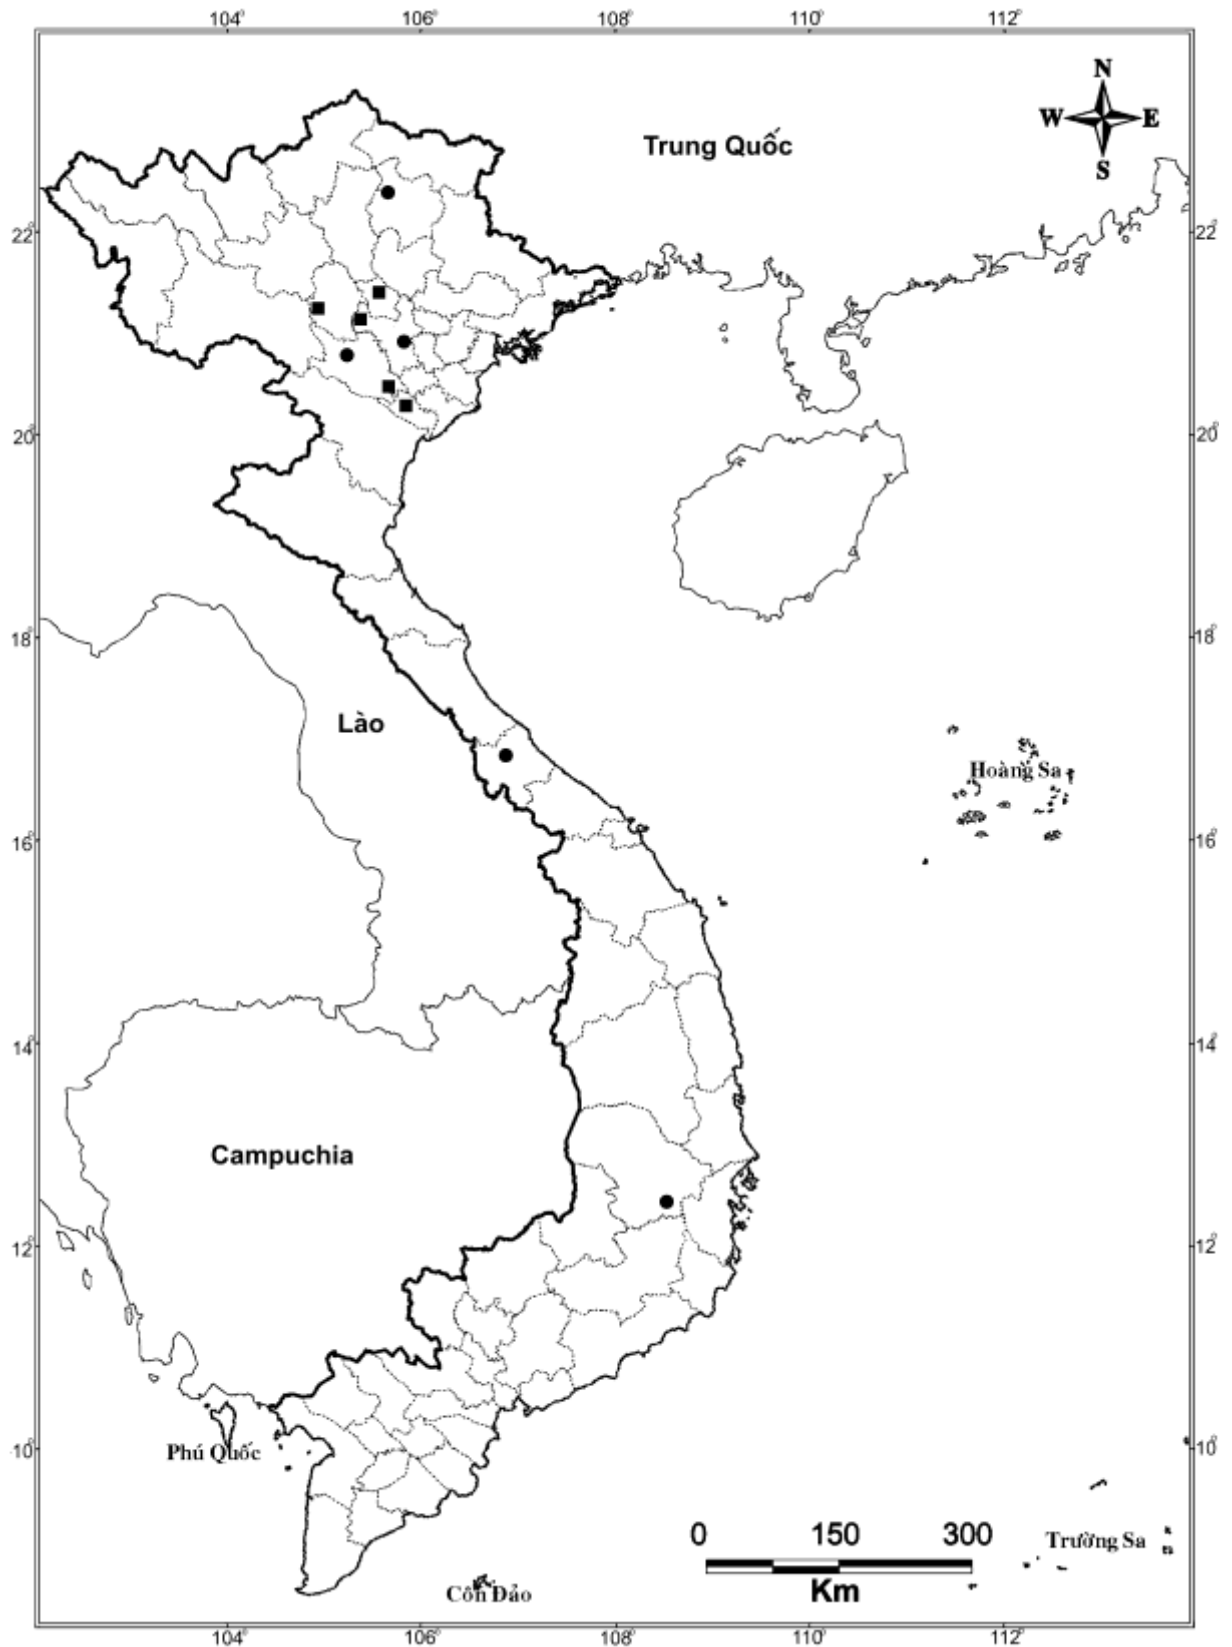 104° 106° 108° 110° 112°
N
W E
S
Trung Quốc
22° 22°
20° 20°
18° 18°
Lào
Hoàng Sa
16° 16°
14° 14°
Campuchia
12° 12°
10° 10°
Phú Quốc
0 150 300
Km
Trường Sa
Côn Đảo
104° 106° 108° 110° 112°